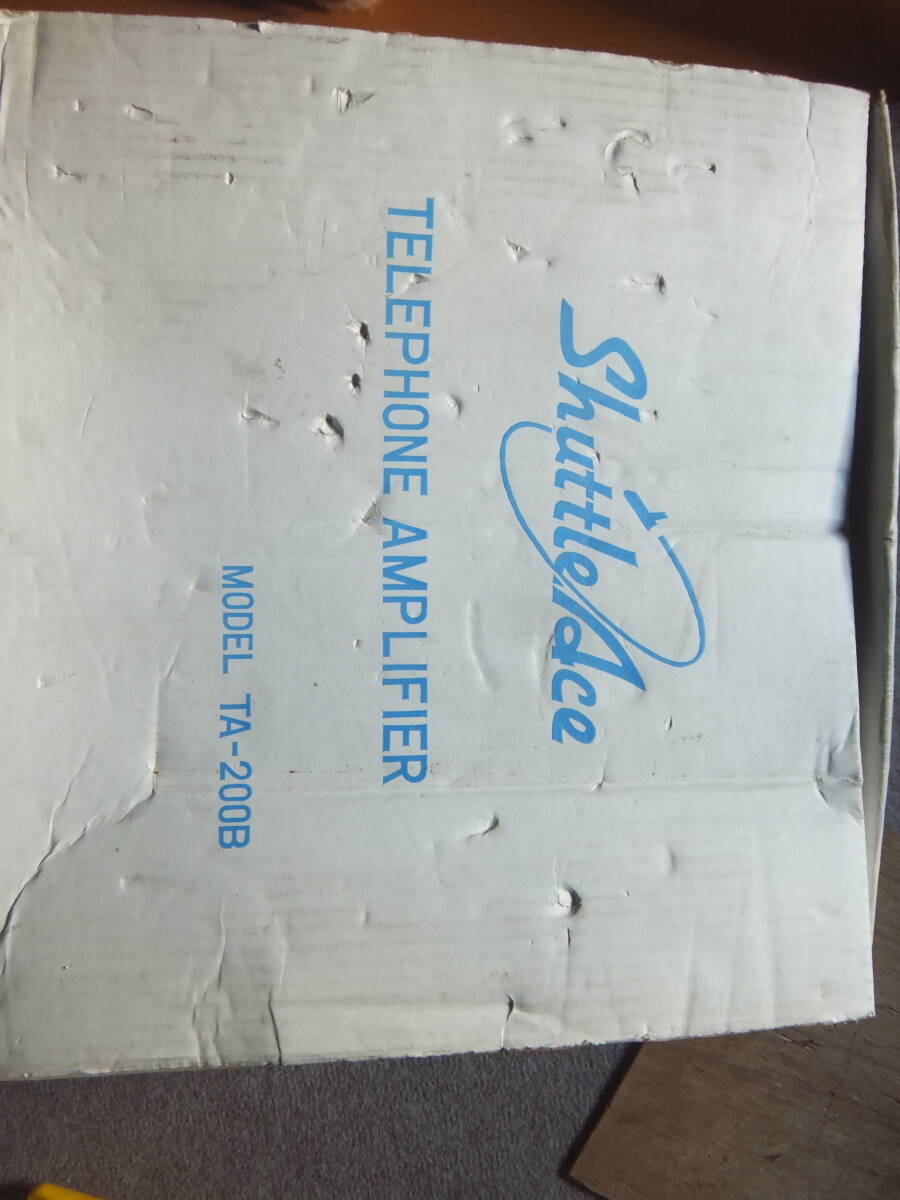 Shuttle Ace
TELEPHONE AMPLIFIER
MODEL TA-200B